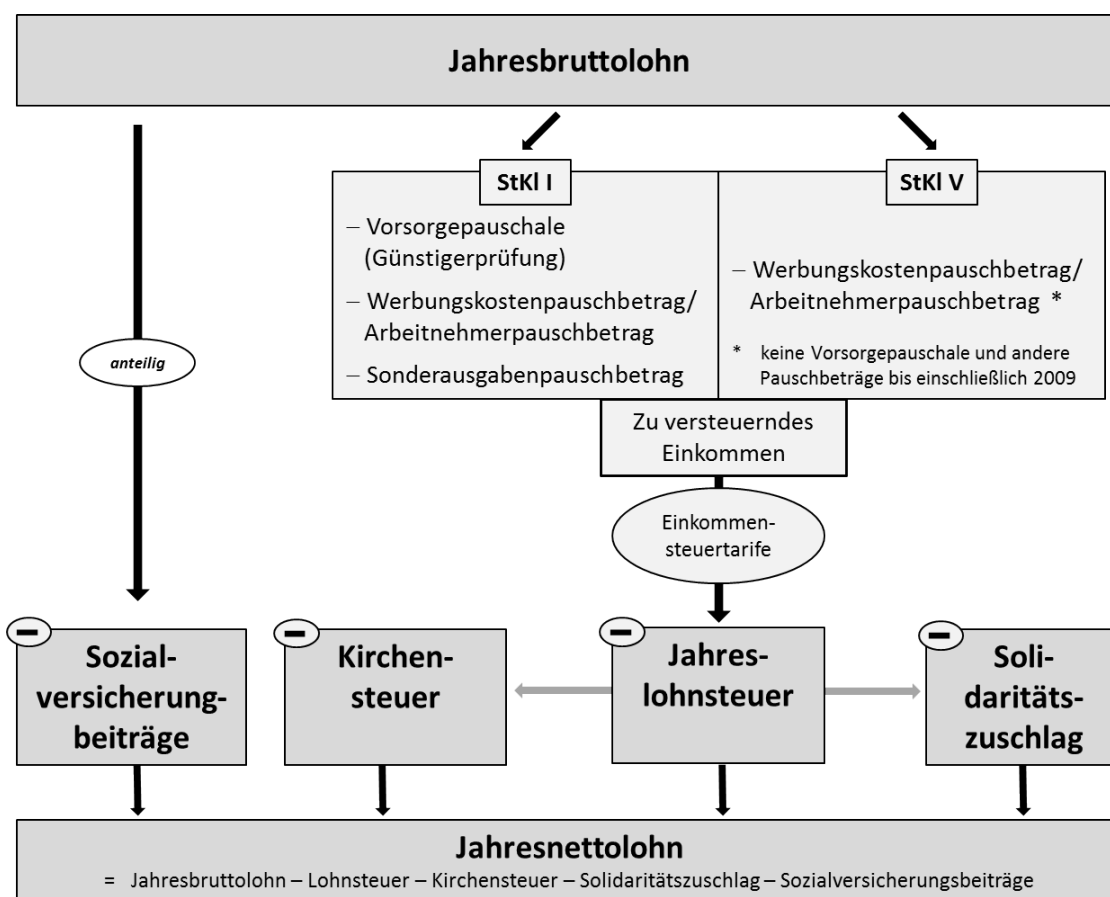 Jahresbruttolohn
StKl I
– Vorsorgepauschale
(Günstigerprüfung)
– Werbungskostenpauschbetrag/
Arbeitnehmerpauschbetrag
– Sonderausgabenpauschbetrag
StKl V
– Werbungskostenpauschbetrag/
Arbeitnehmerpauschbetrag *
* keine Vorsorgepauschale und andere
Pauschbeträge bis einschließlich 2009
anteilig
Zu versteuerndes
Einkommen
Einkommen-
steuertarife
Sozial-
versicherung-
beiträge
Kirchen-
steuer
Jahres-
lohnsteuer
Soli-
daritäts-
zuschlag
Jahresnettolohn
= Jahresbruttolohn – Lohnsteuer – Kirchensteuer – Solidaritätszuschlag – Sozialversicherungsbeiträge